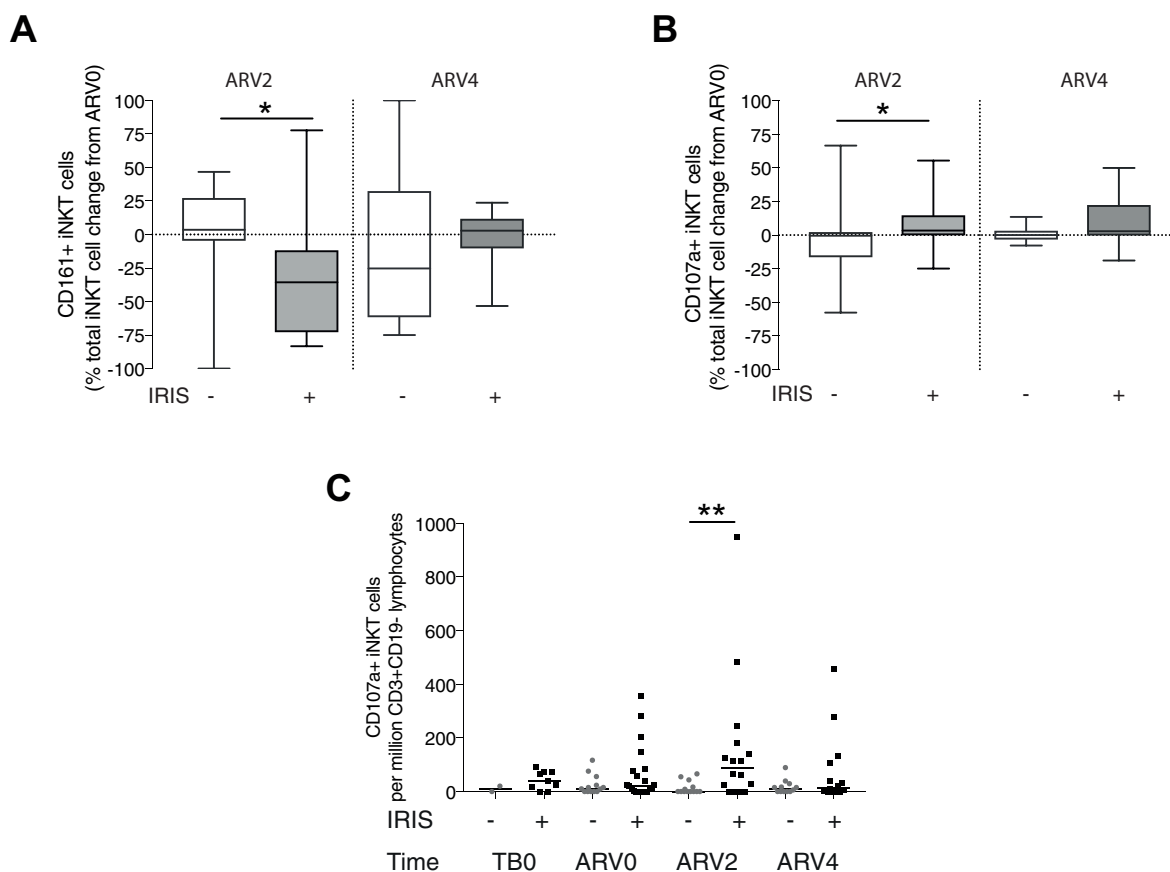 A
B
ARV2
ARV4
ARV2
ARV4
CD161+ iNKT cells
(% total iNKT cell change from ARV0)
100
75
50
25
0
-25
-50
-75
-100
*
IRIS - + - +
CD107a+ iNKT cells
(% total iNKT cell change from ARV0)
100
75
50
25
0
-25
-50
-75
-100
*
IRIS - + - +
C
CD107a+ iNKT cells
per million CD3+CD19- lymphocytes
1000
800
600
400
200
0
**
IRIS - + - + - + - +
Time TB0 ARV0 ARV2 ARV4